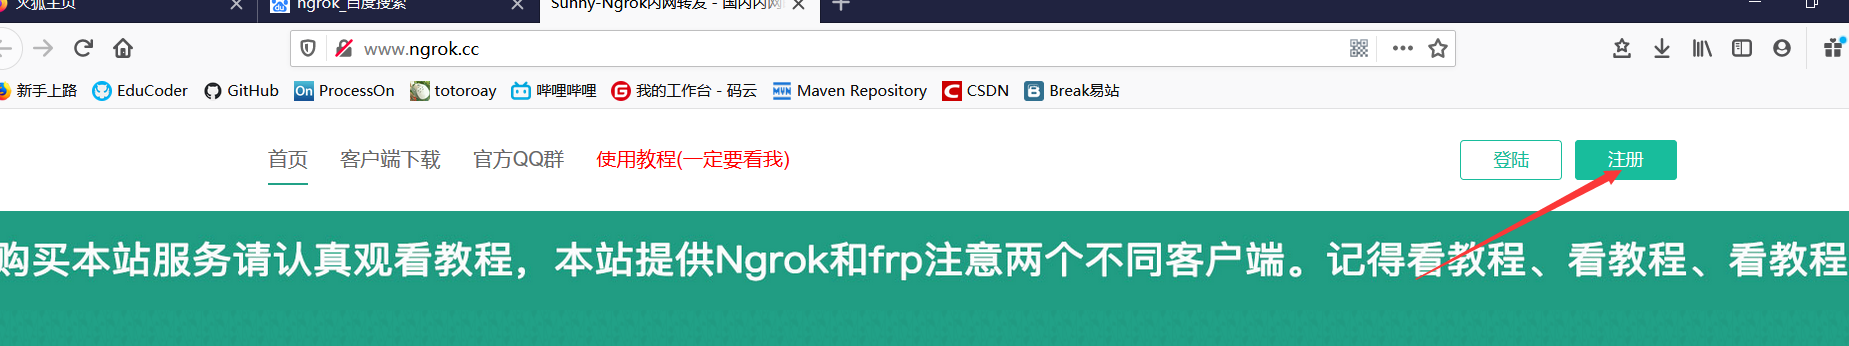 火狐主页
ngrok_百度搜索
Sunny-Ngrok内网转发 - 国内内网
www.ngrok.cc
新手上路 EduCoder GitHub On ProcessOn totoroay 哔哩哔哩 G 我的工作台 - 码云 MVN Maven Repository C CSDN B Break易站
首页 客户端下载 官方QQ群 使用教程(一定要看我) 登陆 注册
购买本站服务请认真观看教程，本站提供Ngrok和frp注意两个不同客户端。记得看教程、看教程、看教程